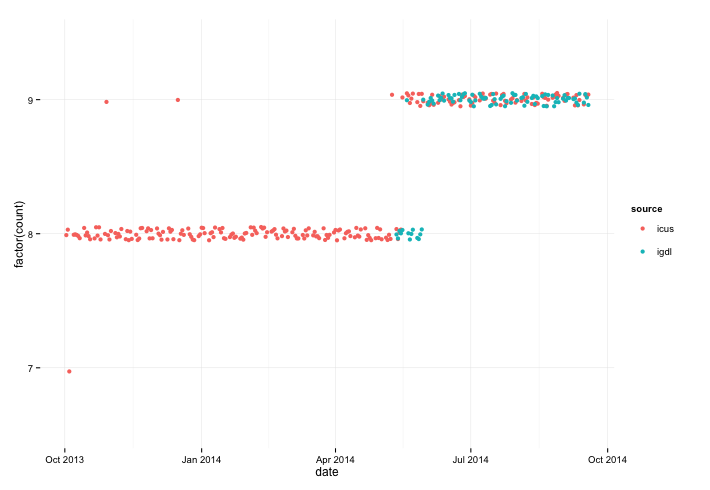 9
8
7
factor(count)
Oct 2013
Jan 2014
Apr 2014
Jul 2014
Oct 2014
date
source
icus
igdl